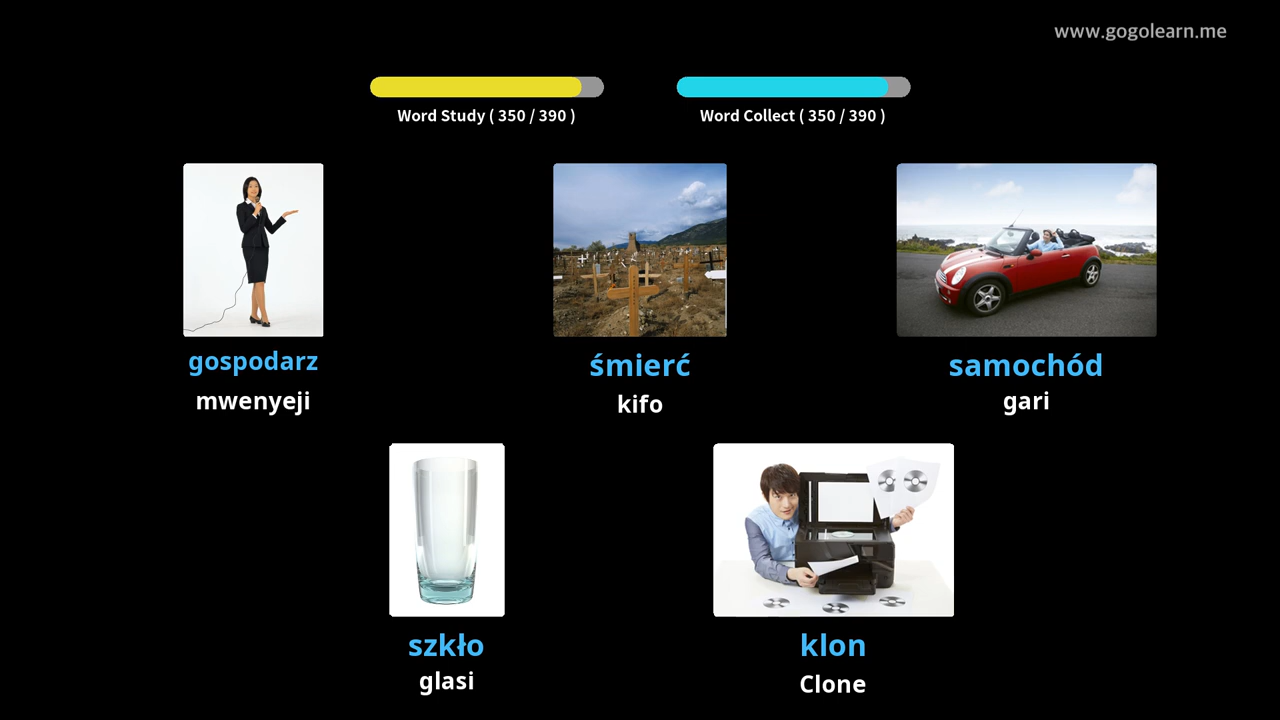 www.gogolearn.me
Word Study ( 350 / 390 )
Word Collect ( 350 / 390 )
gospodarz
mwenyeji
śmierć
kifo
samochód
gari
szkło
glasi
klon
Clone